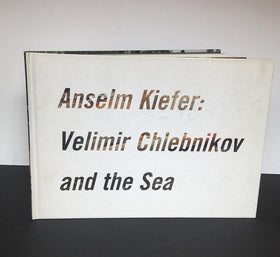 Anselm Kiefer:
Velimir Chlebnikov
and the Sea